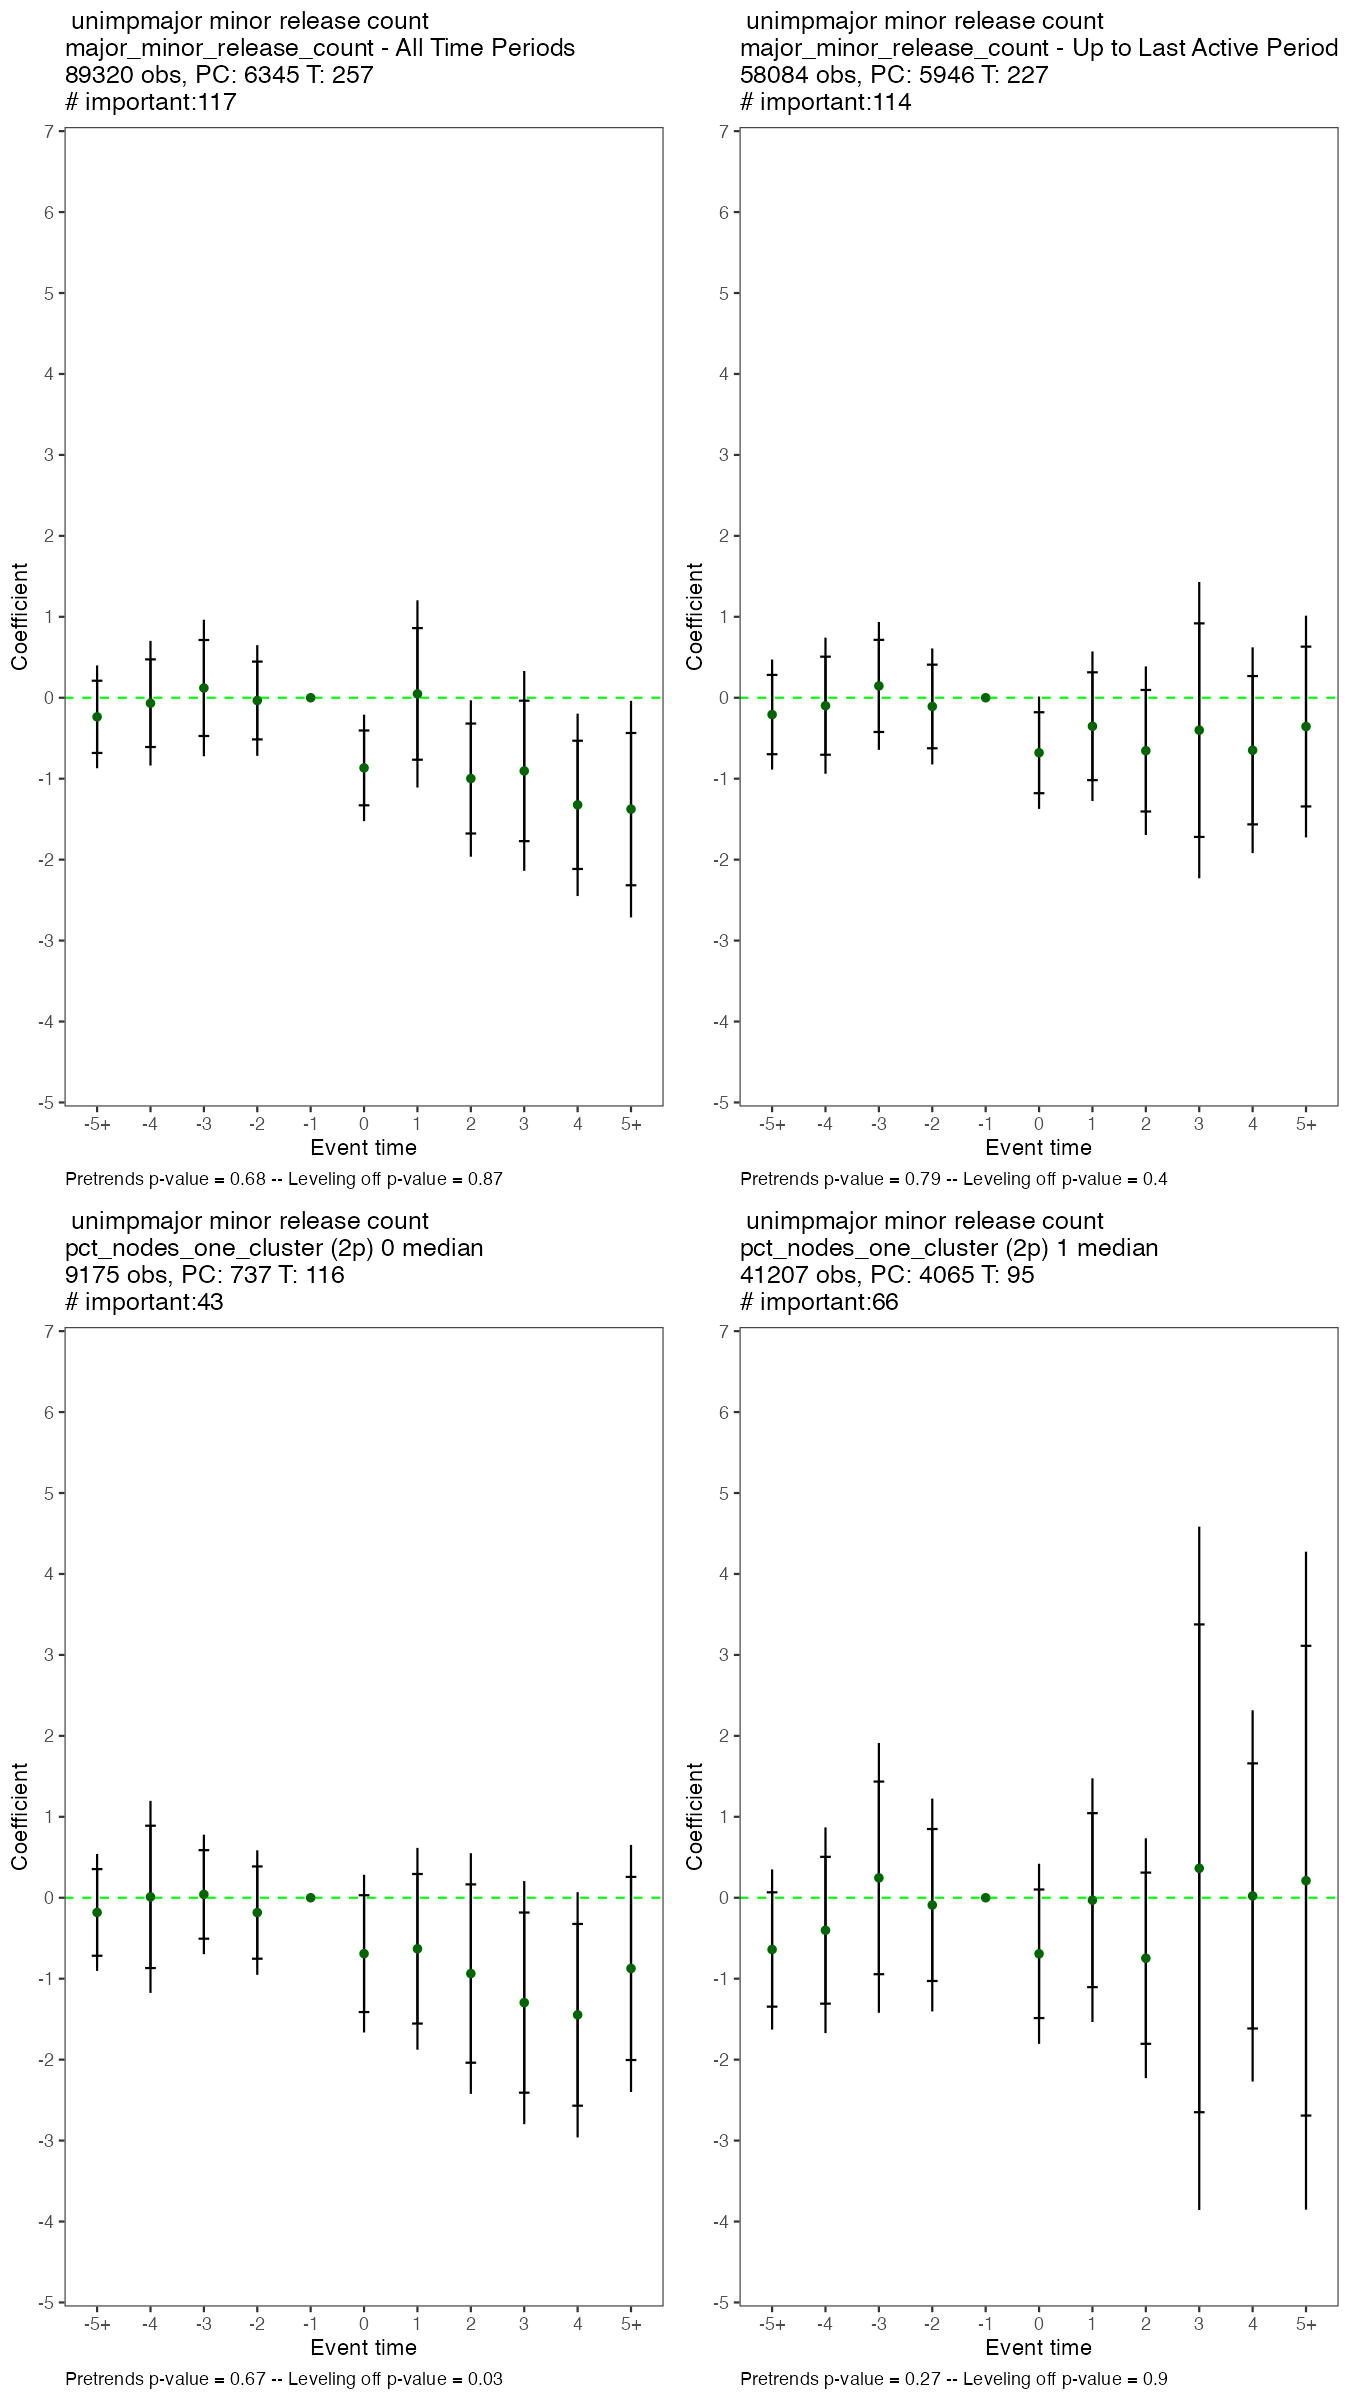 unimpmajor minor release count
major_minor_release_count - All Time Periods
89320 obs, PC: 6345 T: 257
# important:117
7
6
5
4
3
2
1
0
-1
-2
-3
-4
-5
Coefficient
-5+ -4 -3 -2 -1 0 1 2 3 4 5+
Event time
Pretrends p-value = 0.68 -- Leveling off p-value = 0.87
unimpmajor minor release count
major_minor_release_count - Up to Last Active Period
58084 obs, PC: 5946 T: 227
# important:114
7
6
5
4
3
2
1
0
-1
-2
-3
-4
-5
Coefficient
-5+ -4 -3 -2 -1 0 1 2 3 4 5+
Event time
Pretrends p-value = 0.79 -- Leveling off p-value = 0.4
unimpmajor minor release count
pct_nodes_one_cluster (2p) 0 median
9175 obs, PC: 737 T: 116
# important:43
7
6
5
4
3
2
1
0
-1
-2
-3
-4
-5
Coefficient
-5+ -4 -3 -2 -1 0 1 2 3 4 5+
Event time
Pretrends p-value = 0.67 -- Leveling off p-value = 0.03
unimpmajor minor release count
pct_nodes_one_cluster (2p) 1 median
41207 obs, PC: 4065 T: 95
# important:66
7
6
5
4
3
2
1
0
-1
-2
-3
-4
-5
Coefficient
-5+ -4 -3 -2 -1 0 1 2 3 4 5+
Event time
Pretrends p-value = 0.27 -- Leveling off p-value = 0.9